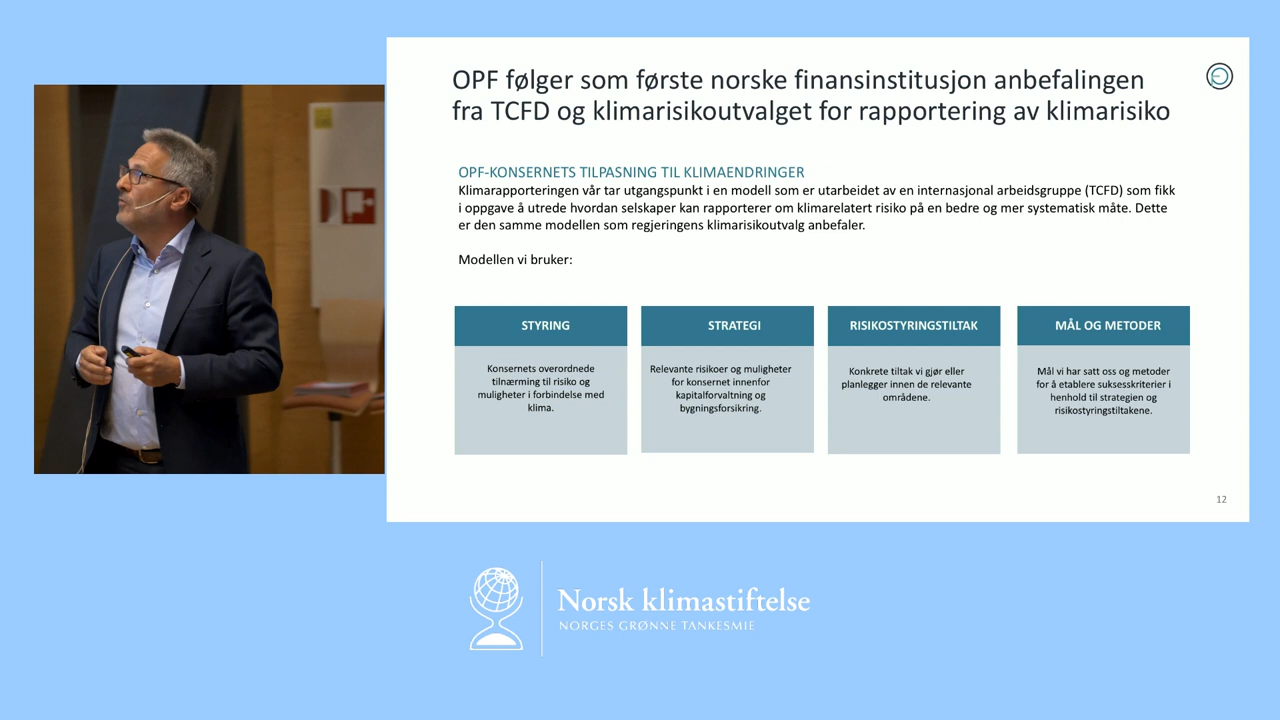 OPF følger som første norske finansinstitusjon anbefalingen
fra TCFD og klimarisikoutvalget for rapportering av klimarisiko
OPF-KONSERNETS TILPASNING TIL KLIMAENDRINGER
Klimarapporteringen vår tar utgangspunkt i en modell som er utarbeidet av en internasjonal arbeidsgruppe (TCFD) som fikk
i oppgave å utrede hvordan selskaper kan rapporterer om klimarelatert risiko på en bedre og mer systematisk måte. Dette
er den samme modellen som regjeringens klimarisikoutvalg anbefaler.
Modellen vi bruker:
STYRING
Konsernets overordnede
tilnærming til risiko og
muligheter i forbindelse med
klima.
STRATEGI
Relevante risikoer og muligheter
for konsernet innenfor
kapitalforvaltning og
bygningsforsikring.
RISIKOSTYRINGSTILTAK
Konkrete tiltak vi gjør eller
planlegger innen de relevante
områdene.
MÅL OG METODER
Mål vi har satt oss og metoder
for å etablere suksesskriterier i
henhold til strategien og
risikostyringstiltakene.
12
Norsk klimastiftelse
NORGES GRØNNE TANKESMIE